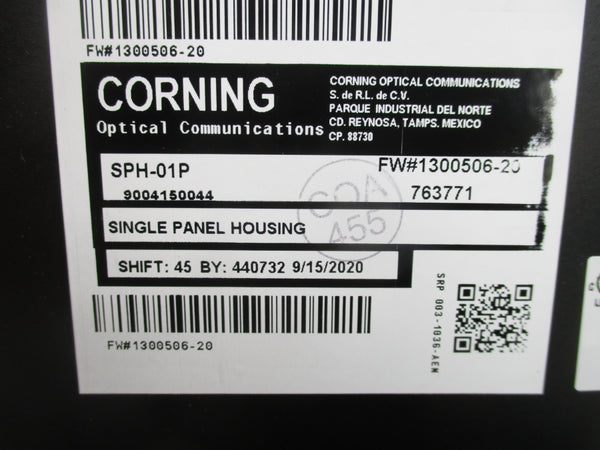 FW#1300506-20
CORNING
Optical Communications
CORNING OPTICAL COMMUNICATIONS
S. de R.L. de C.V.
PARQUE INDUSTRIAL DEL NORTE
CD. REYNOSA, TAMPS. MEXICO
CP. 88730
SPH-01P
FW#1300506-20
9004150044
763771
COA
455
SINGLE PANEL HOUSING
SHIFT: 45 BY: 440732 9/15/2020
SRP 003-1036-AEN
FW#1300506-20